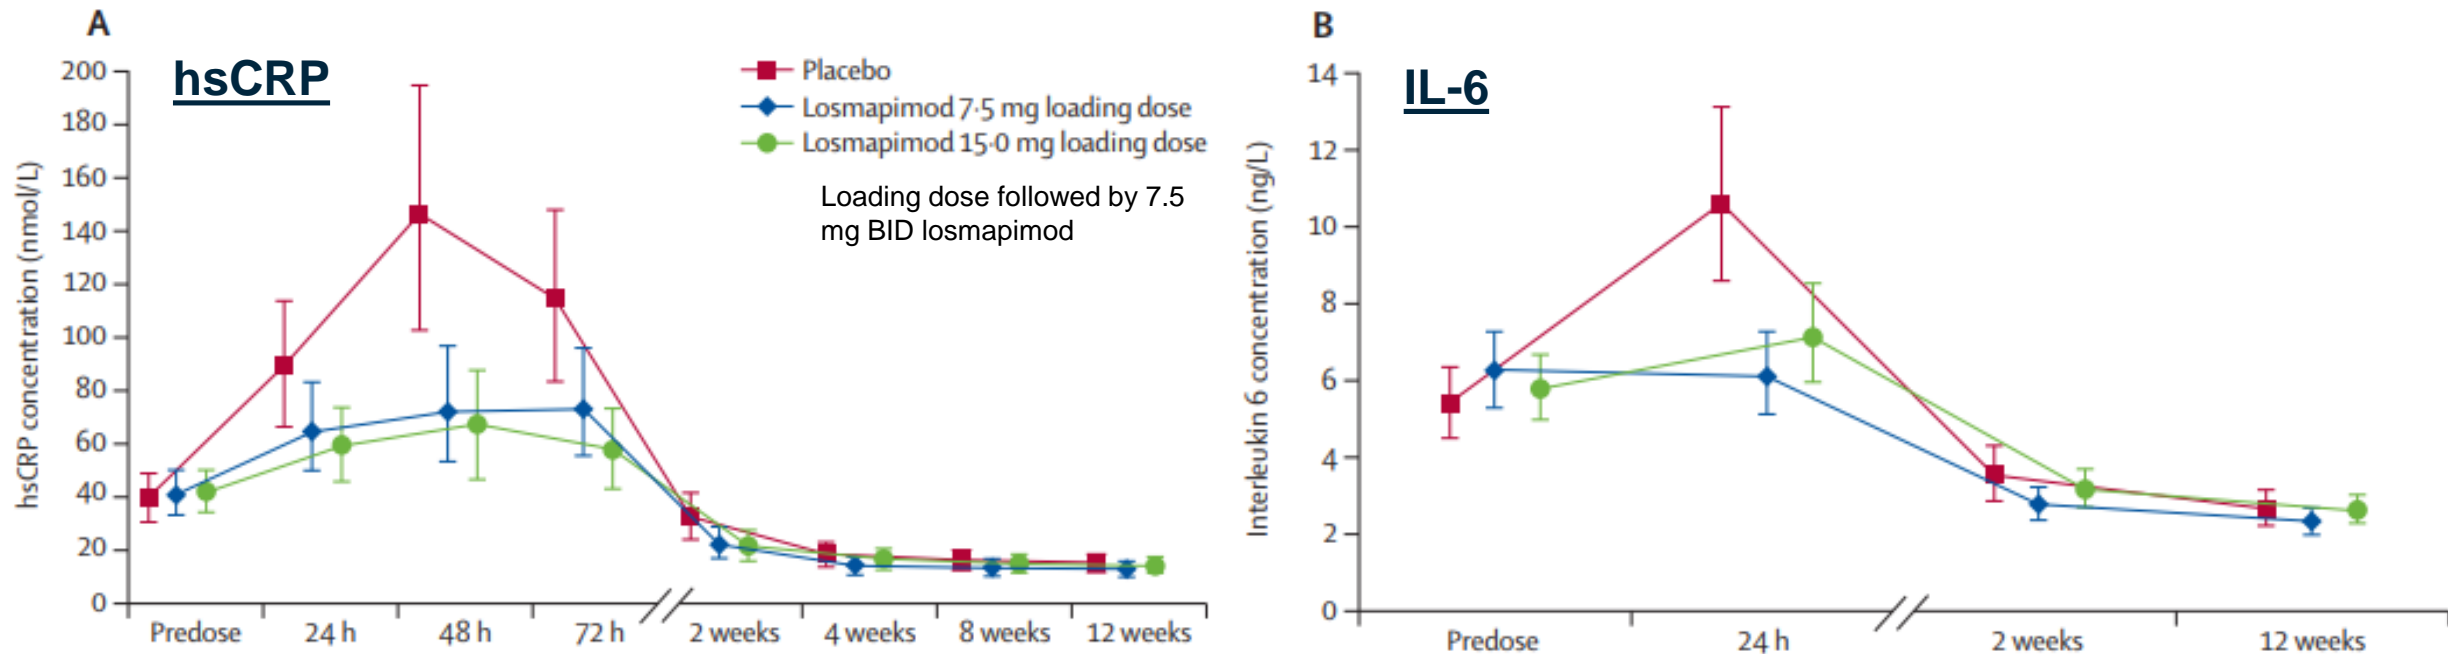 A
hsCRP
hsCRP concentration (nmol/L)
200
180
160
140
120
100
80
60
40
20
0
Placebo
Losmapimod 7·5 mg loading dose
Losmapimod 15·0 mg loading dose
Loading dose followed by 7.5
mg BID losmapimod
Predose 24 h 48 h 72 h 2 weeks 4 weeks 8 weeks 12 weeks
B
IL-6
Interleukin 6 concentration (ng/L)
14
12
10
8
6
4
2
0
Predose 24 h 2 weeks 12 weeks